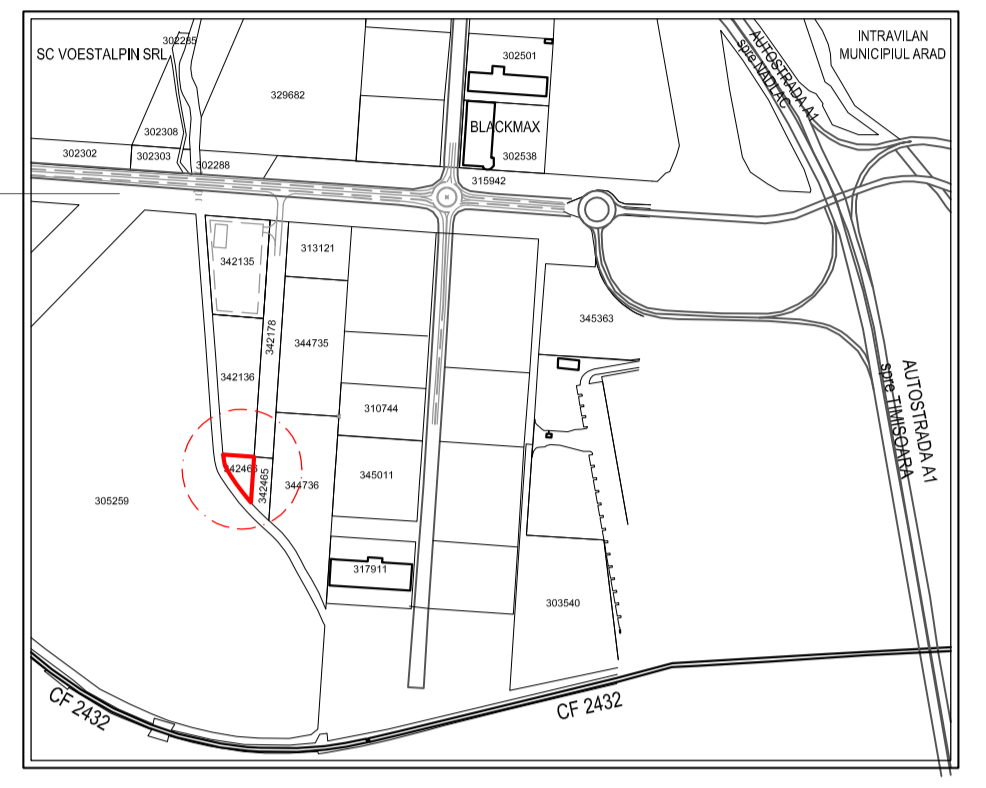 SC VOESTALPIN SRL
302285
302501
AUTOSTRADA A1
spre NADLAC
INTRAVILAN
MUNICIPIUL ARAD
329682
302308
BLACKMAX
302302
302303
302288
302538
315942
342135
313121
342178
344735
345363
342136
310744
AUTOSTRADA A1
spre TIMISOARA
342465
344736
345011
305259
317911
303540
CF 2432
CF 2432